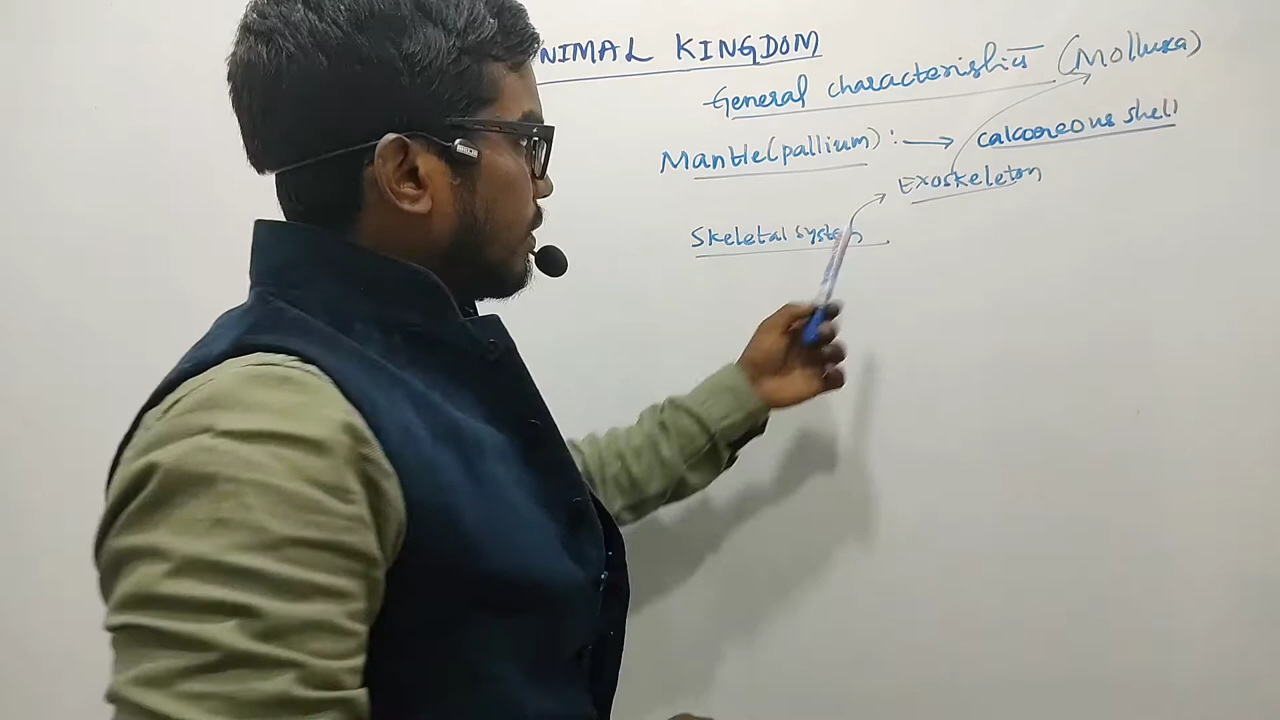 NIMAL KINGDOM
General characteristics (Mollusca)
Mantle(pallium) : → calcareous shell
Exoskeleton
Skeletal system